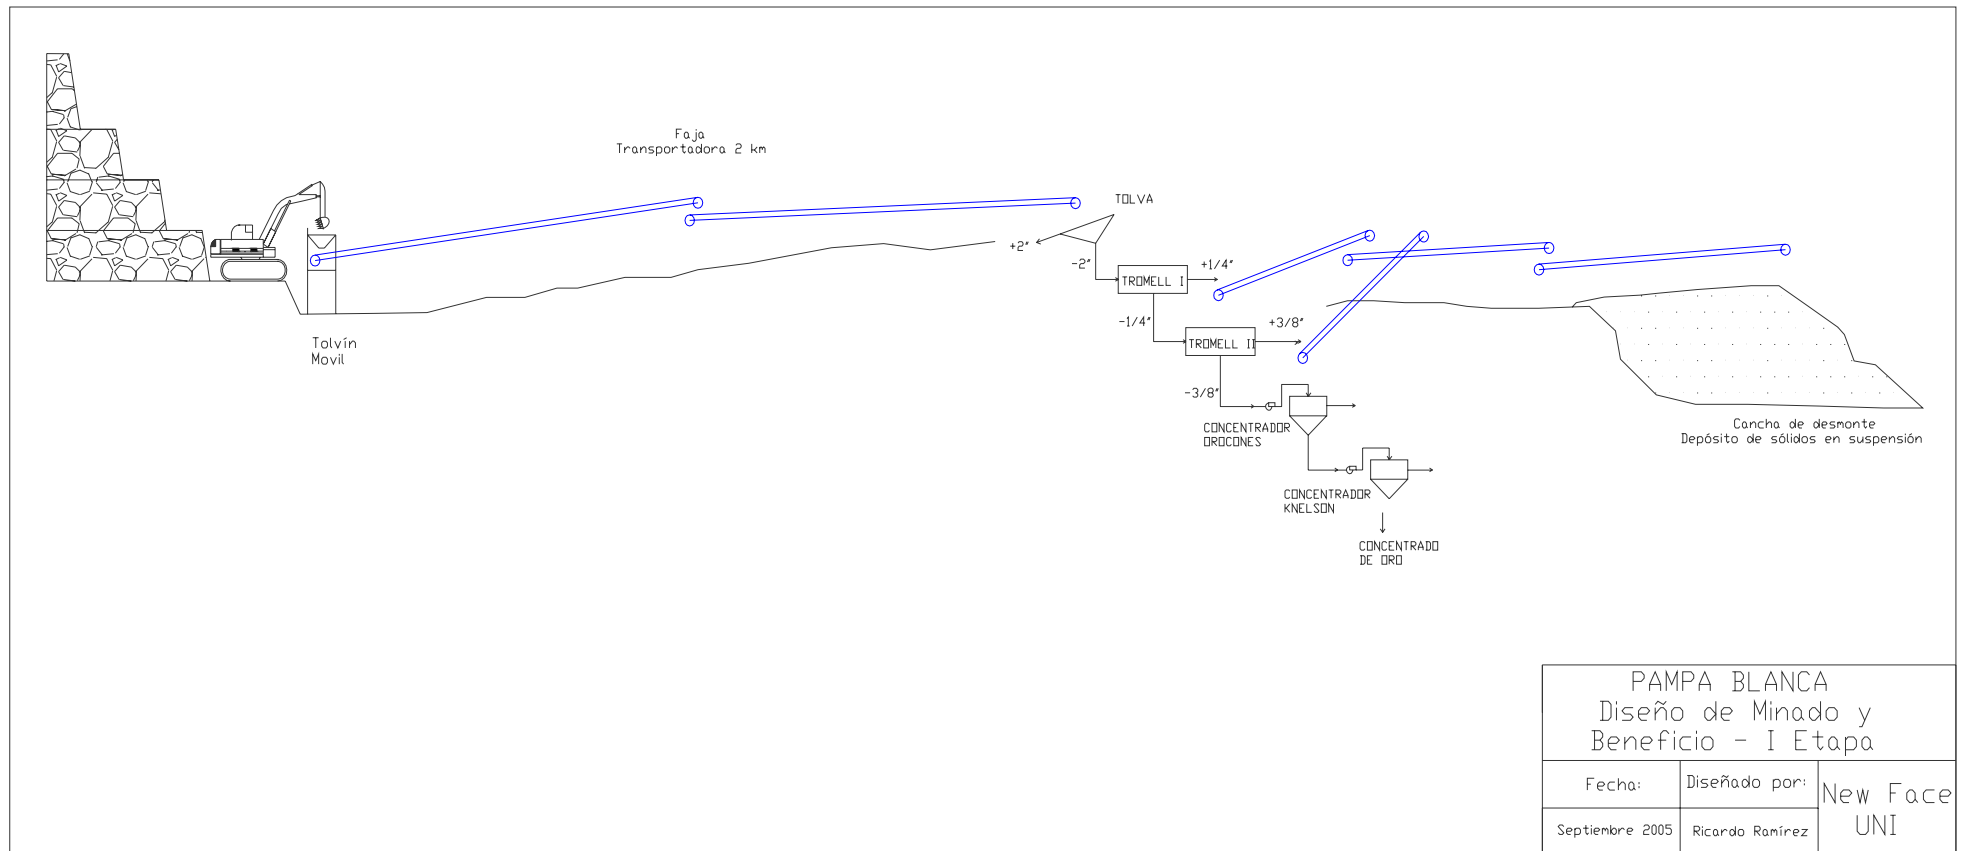 Faja
Transportadora 2 km
TOLVA
+2"
-2"
TROMELL I
+1/4"
-1/4"
TROMELL II
+3/8"
-3/8"
Tolvín
Movil
CONCENTRADOR
OROCONES
CONCENTRADOR
KNELSON
CONCENTRADO
DE ORO
Cancha de desmonte
Depósito de sólidos en suspensión
PAMPA BLANCA
Diseño de Minado y
Beneficio - I Etapa
Fecha:
Diseñado por:
New Face
UNI
Septiembre 2005
Ricardo Ramírez